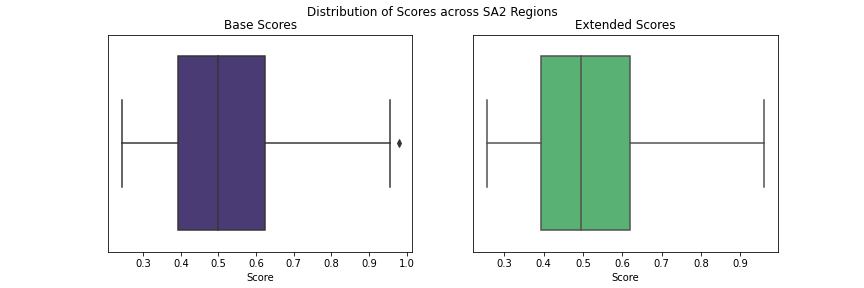 Distribution of Scores across SA2 Regions
Base Scores
0.3 0.4 0.5 0.6 0.7 0.8 0.9 1.0
Score
Extended Scores
0.3 0.4 0.5 0.6 0.7 0.8 0.9
Score